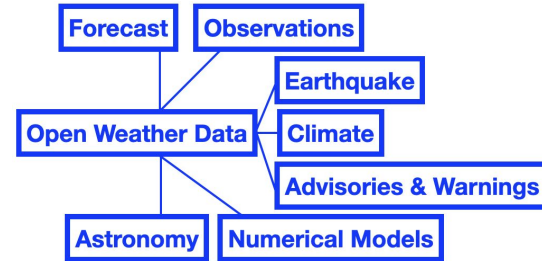 Forecast
Observations
Earthquake
Open Weather Data
Climate
Advisories & Warnings
Astronomy
Numerical Models